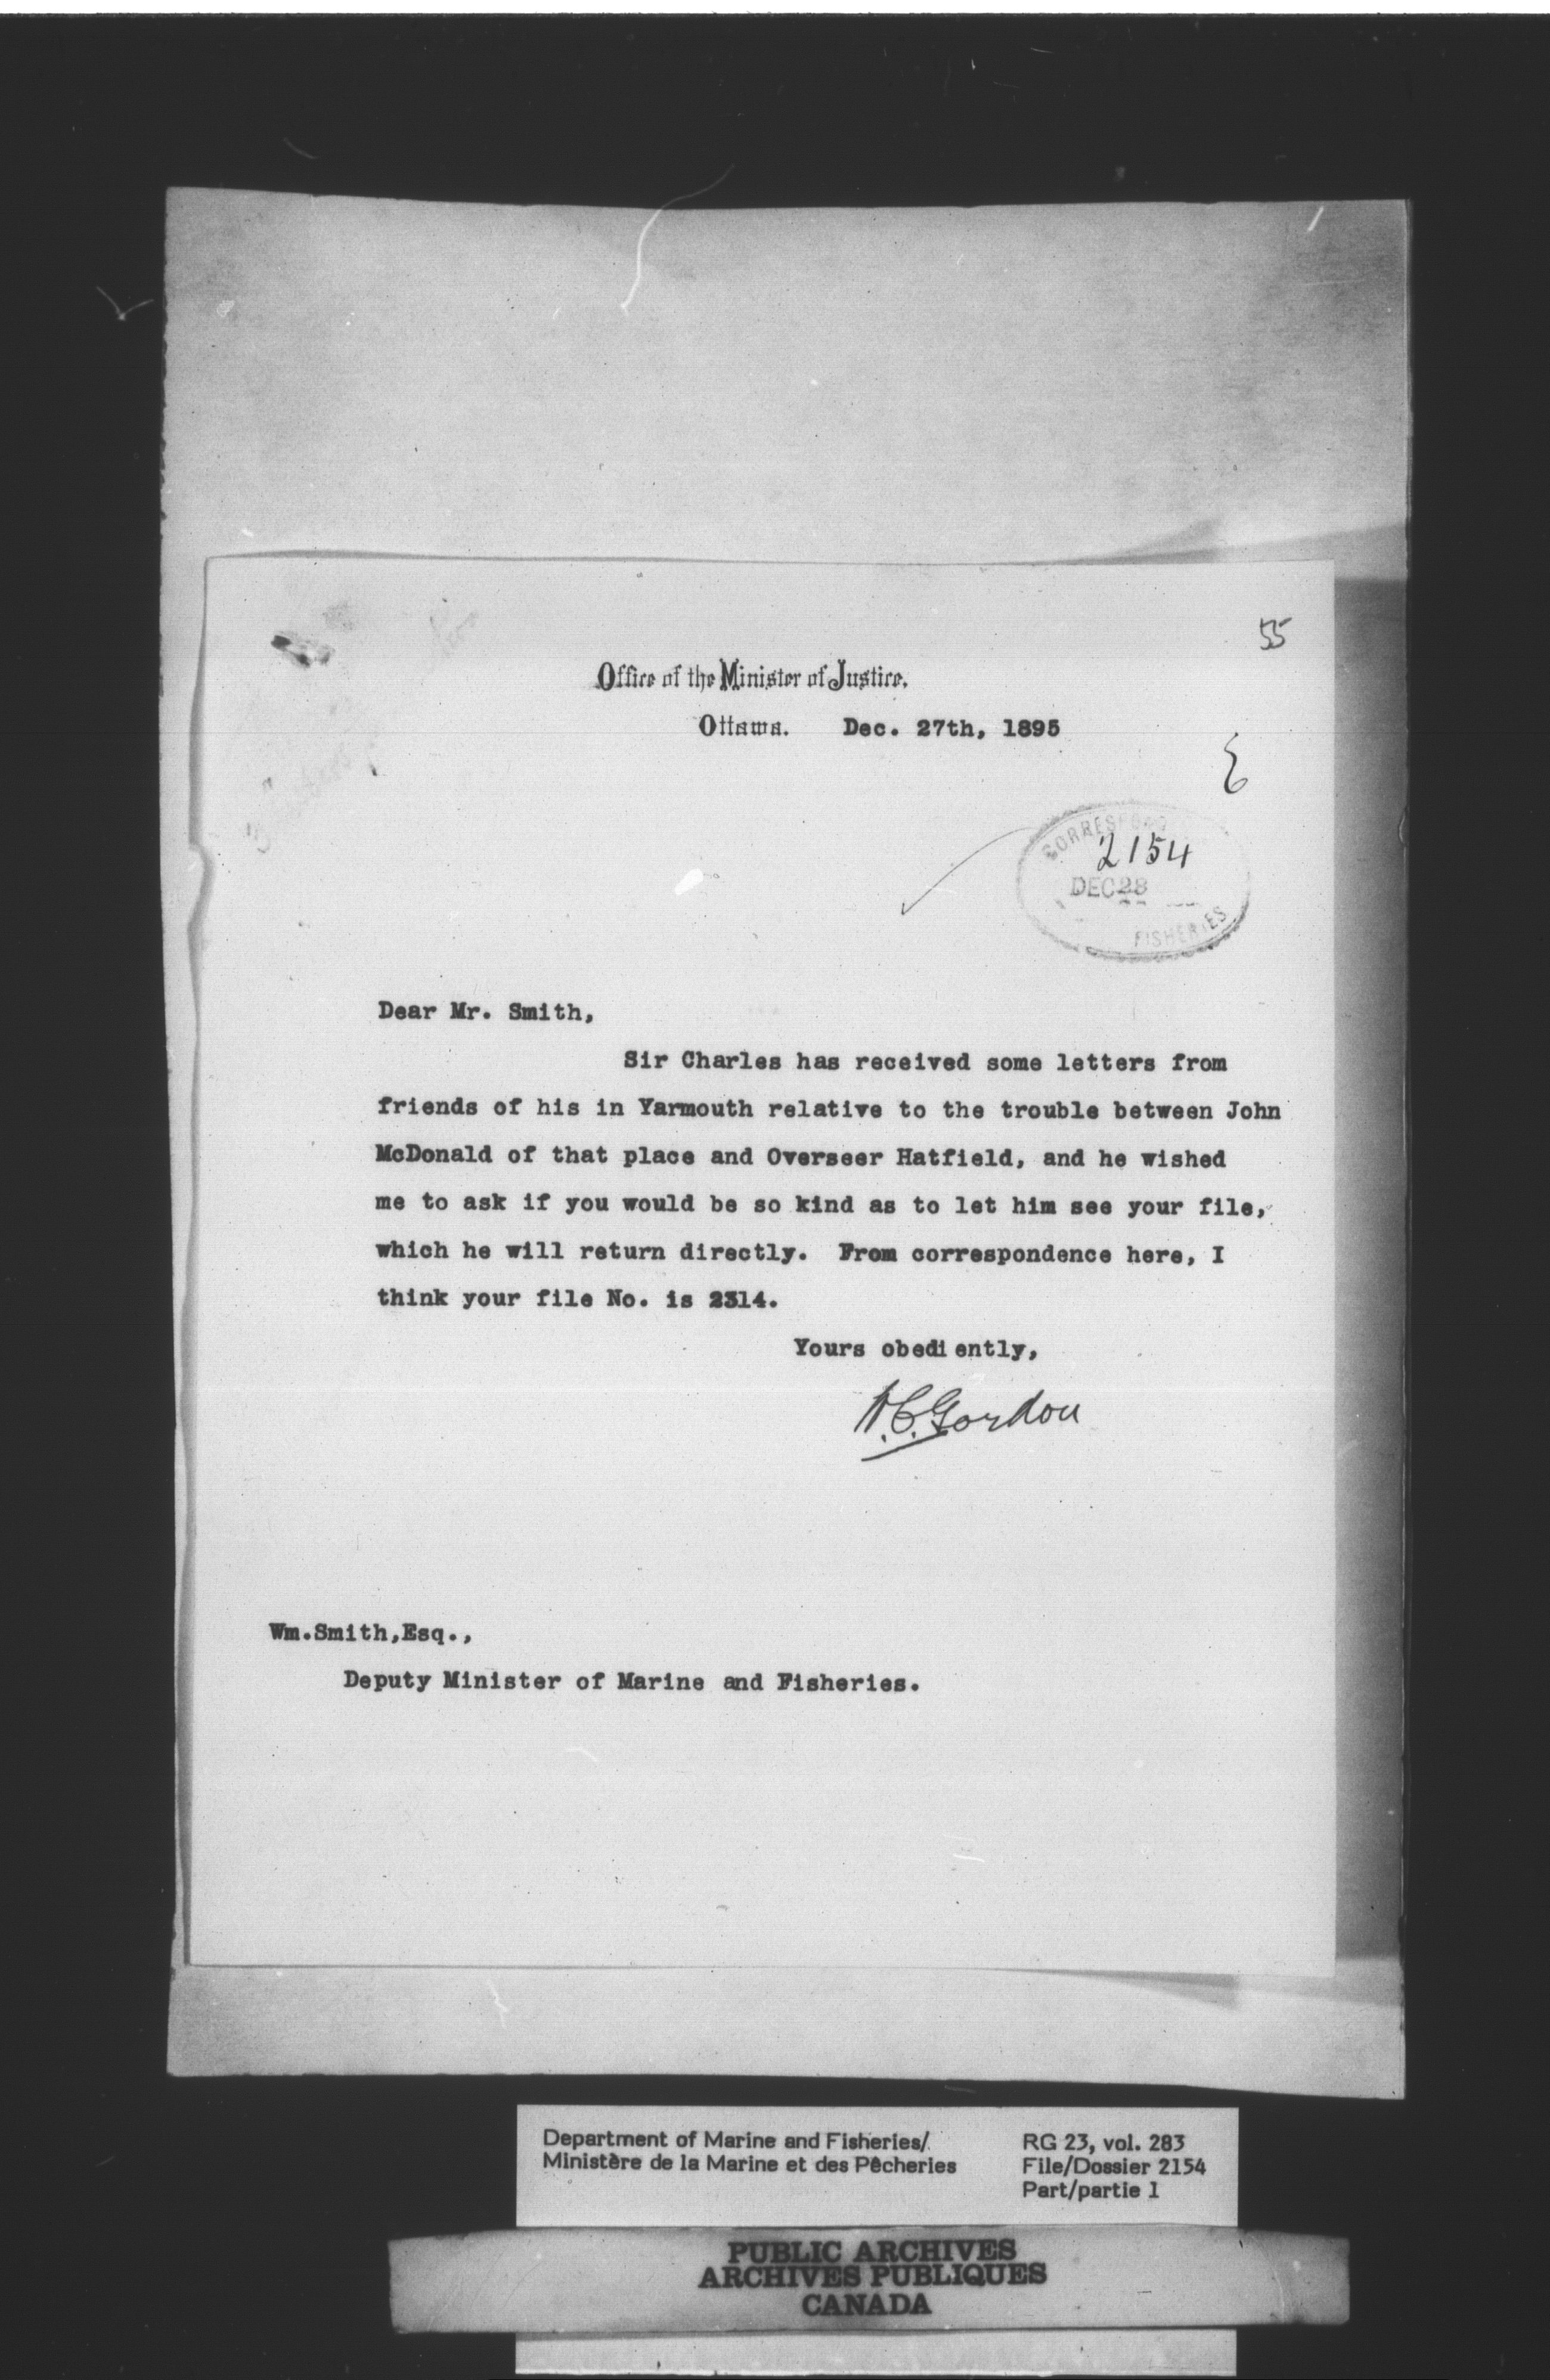 55
Office of the Minister of Justice.
Ottawa. Dec. 27th, 1895
CORRESPOND
2154
DEC 28
FISHERIES
Dear Mr. Smith,
Sir Charles has received some letters from
friends of his in Yarmouth relative to the trouble between John
McDonald of that place and Overseer Hatfield, and he wished
me to ask if you would be so kind as to let him see your file,
which he will return directly. From correspondence here, I
think your file No. is 2314.
Yours obediently,
Gordon
Wm.Smith,Esq.,
Deputy Minister of Marine and Fisheries.
Department of Marine and Fisheries/
Ministère de la Marine et des Pêcheries
RG 23, vol. 283
File/Dossier 2154
Part/partie 1
PUBLIC ARCHIVES
ARCHIVES PUBLIQUES
CANADA